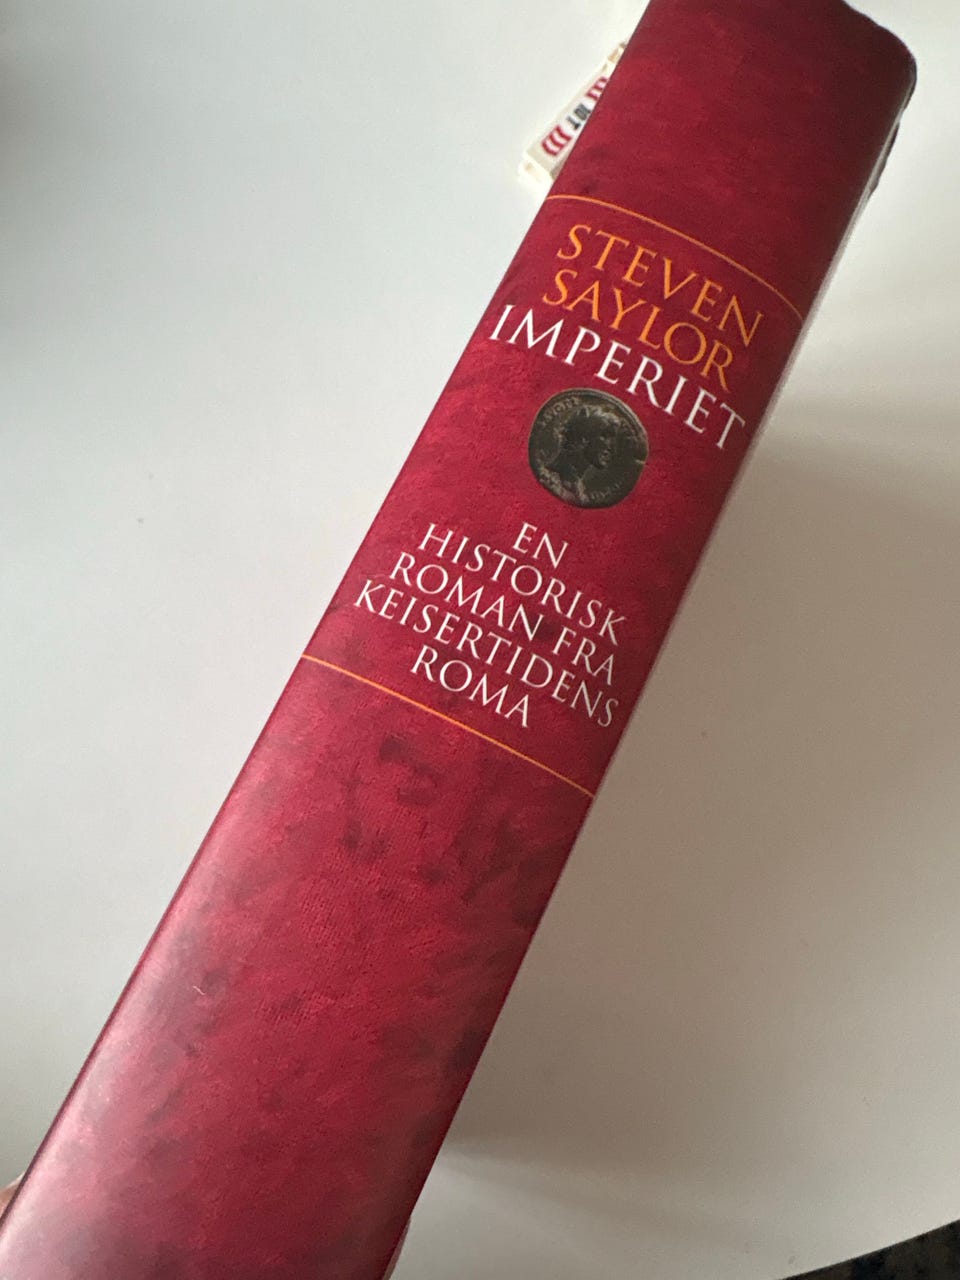 STEVEN
SAYLOR
IMPERIET
EN
HISTORISK
ROMAN FRA
KEISERTIDENS
ROMA